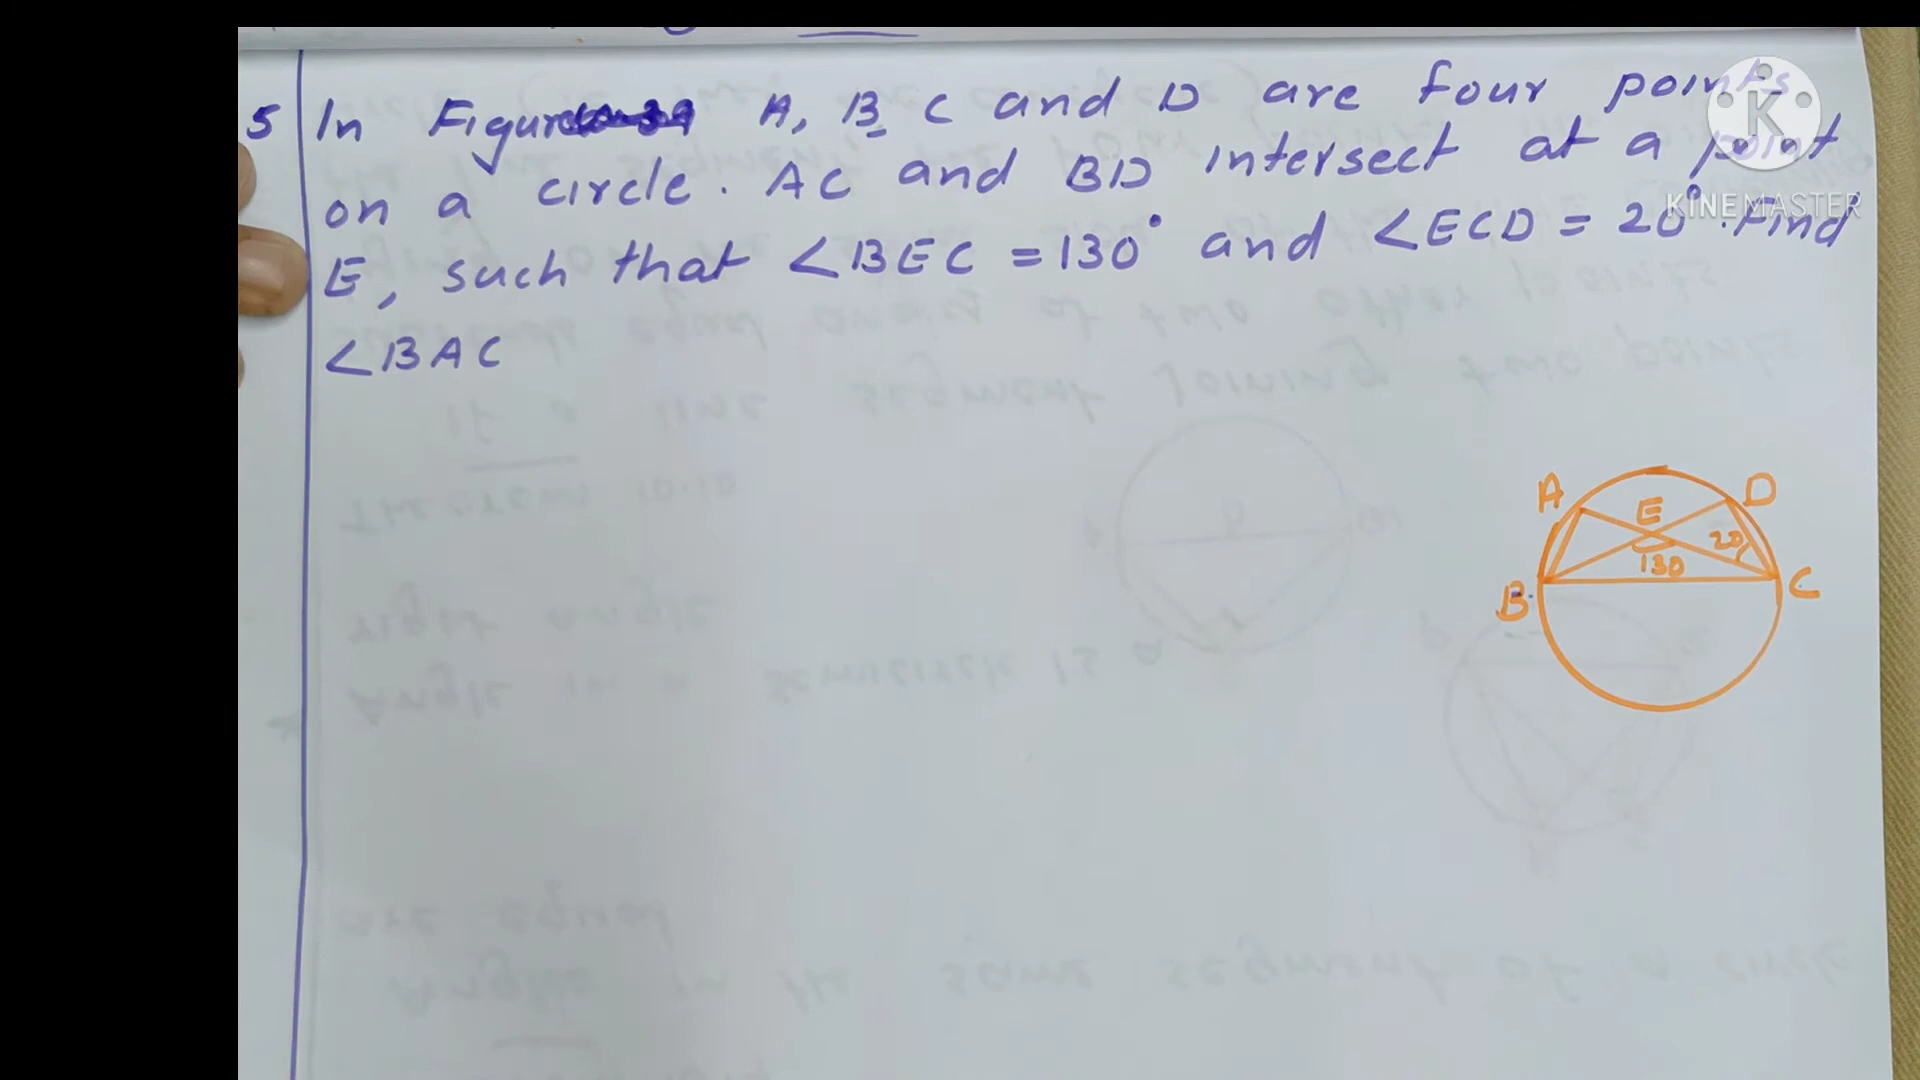 5 In Figure A, B, C and D are four points
on a circle. AC and BD intersect at a point
E, such that ∠BEC = 130° and ∠ECD = 20°. Find
∠BAC
K
KINEMASTER
A E D
20
130
B C